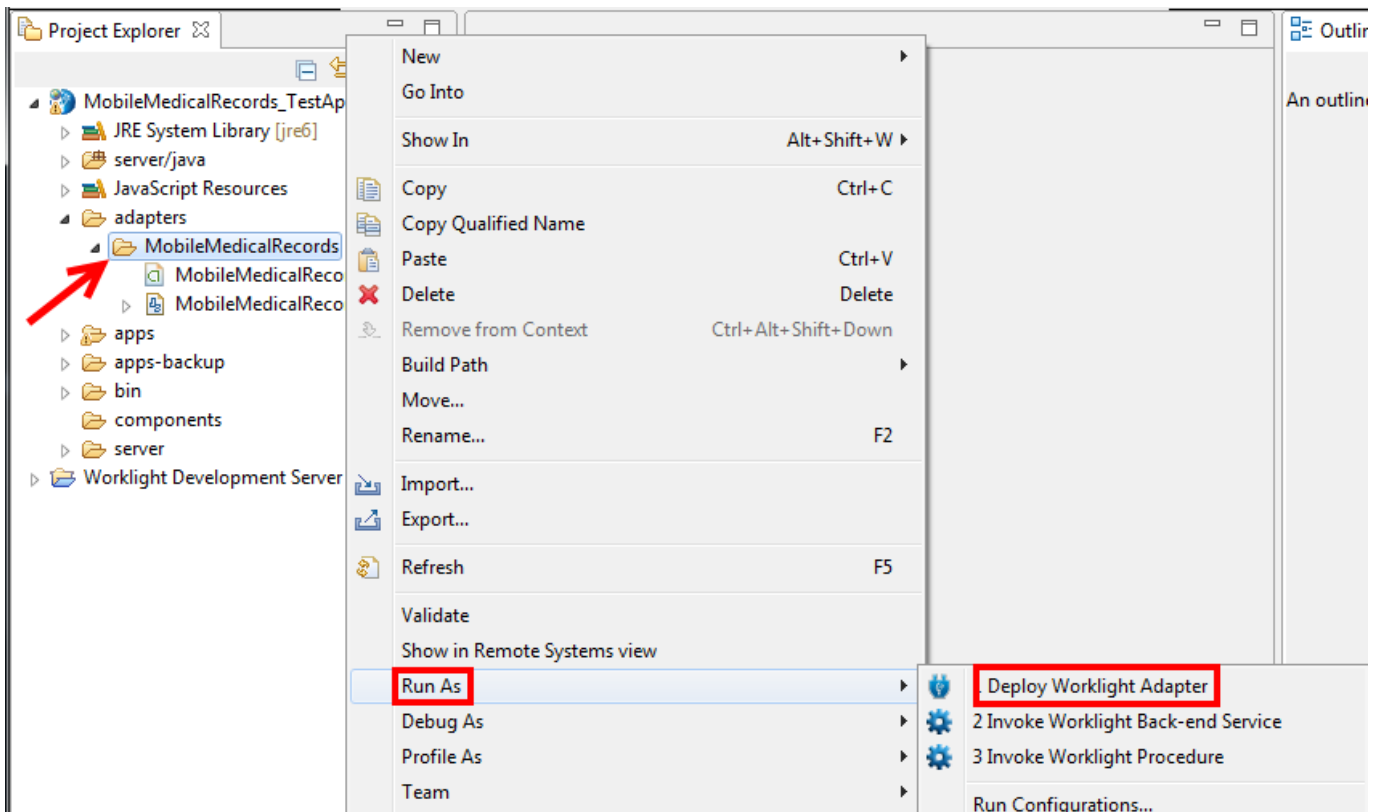 Project Explorer
MobileMedicalRecords_TestAp
JRE System Library [jre6]
server/java
JavaScript Resources
adapters
MobileMedicalRecords
MobileMedicalReco
MobileMedicalReco
apps
apps-backup
bin
components
server
Worklight Development Server
New
Go Into
Show In Alt+Shift+W
Copy Ctrl+C
Copy Qualified Name
Paste Ctrl+V
Delete Delete
Remove from Context Ctrl+Alt+Shift+Down
Build Path
Move...
Rename... F2
Import...
Export...
Refresh F5
Validate
Show in Remote Systems view
Run As
Debug As
Profile As
Team
1 Deploy Worklight Adapter
2 Invoke Worklight Back-end Service
3 Invoke Worklight Procedure
Run Configurations...
Outlin
An outline